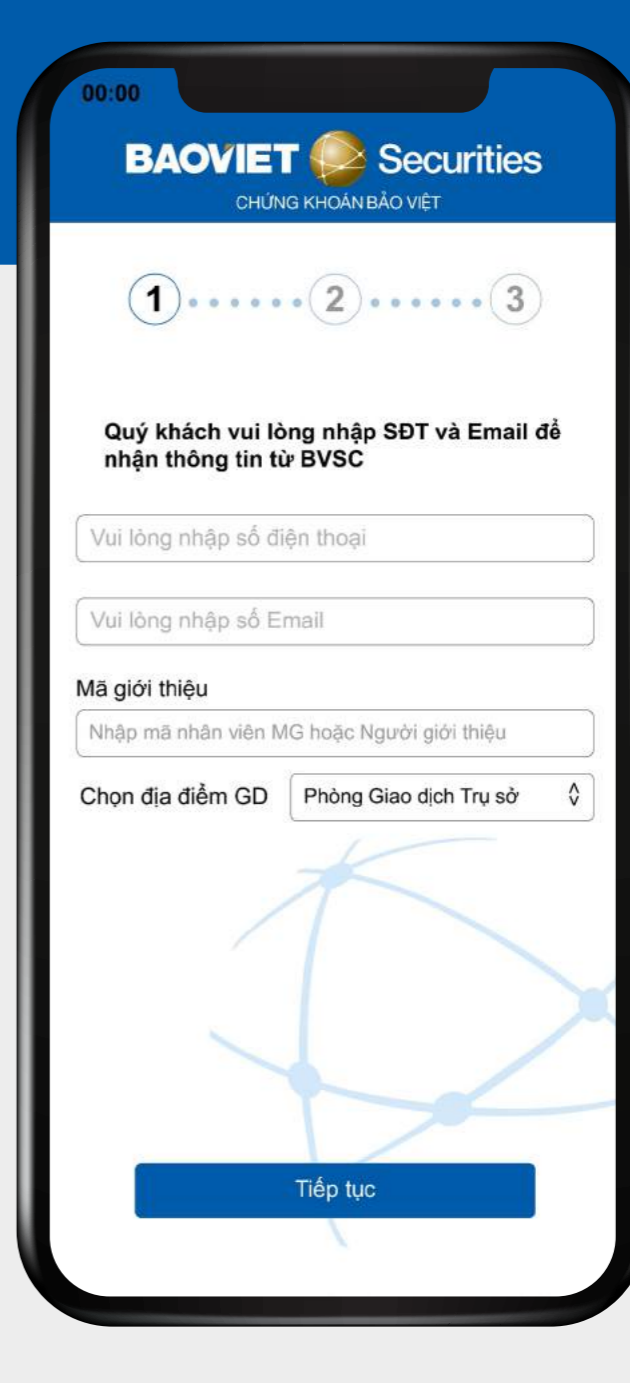 00:00
BAOVIET Securities
CHỨNG KHOÁN BẢO VIỆT
1 2 3
Quý khách vui lòng nhập SĐT và Email để
nhận thông tin từ BVSC
Vui lòng nhập số điện thoại
Vui lòng nhập số Email
Mã giới thiệu
Nhập mã nhân viên MG hoặc Người giới thiệu
Chọn địa điểm GD Phòng Giao dịch Trụ sở
Tiếp tục